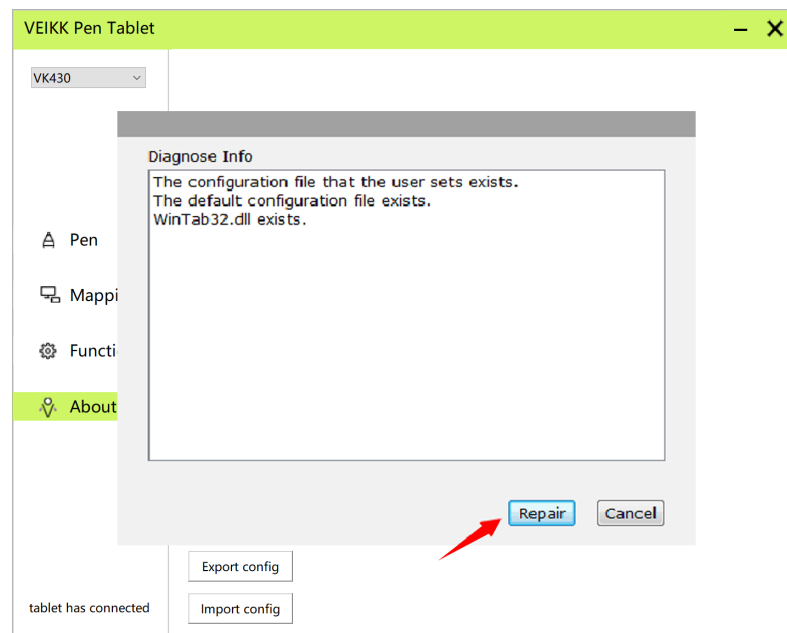 VEIKK Pen Tablet
VK430
Diagnose Info
The configuration file that the user sets exists.
The default configuration file exists.
WinTab32.dll exists.
Pen
Mappi
Functi
About
Repair
Cancel
Export config
tablet has connected
Import config